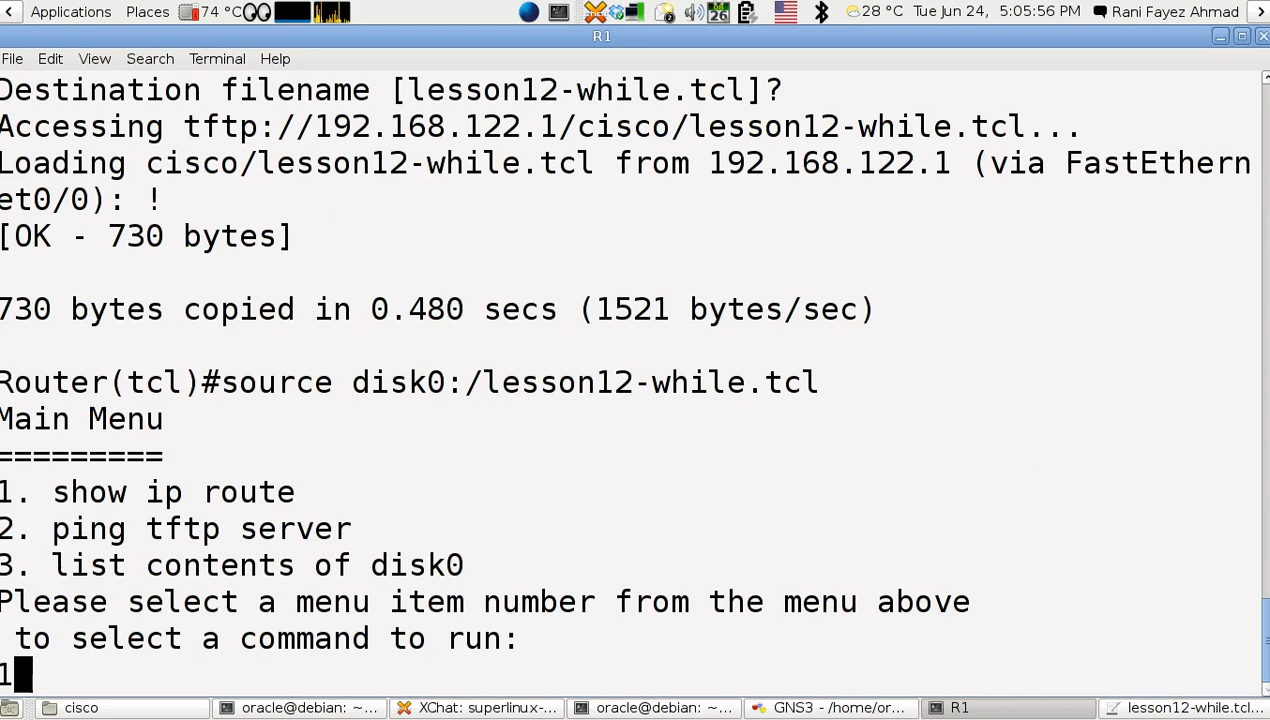 Applications Places 74 °C 26 28 °C Tue Jun 24, 5:05:56 PM Rani Fayez Ahmad
R1
File Edit View Search Terminal Help
Destination filename [lesson12-while.tcl]?
Accessing tftp://192.168.122.1/cisco/lesson12-while.tcl...
Loading cisco/lesson12-while.tcl from 192.168.122.1 (via FastEthern
et0/0): !
[OK - 730 bytes]
730 bytes copied in 0.480 secs (1521 bytes/sec)
Router(tcl)#source disk0:/lesson12-while.tcl
Main Menu
=========
1. show ip route
2. ping tftp server
3. list contents of disk0
Please select a menu item number from the menu above
to select a command to run:
1
cisco oracle@debian: ~... XChat: superlinux-... oracle@debian: ~... GNS3 - /home/or... R1 lesson12-while.tcl...